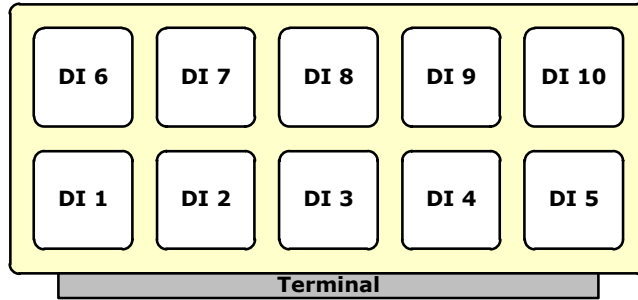 DI 6 DI 7 DI 8 DI 9 DI 10
DI 1 DI 2 DI 3 DI 4 DI 5
Terminal